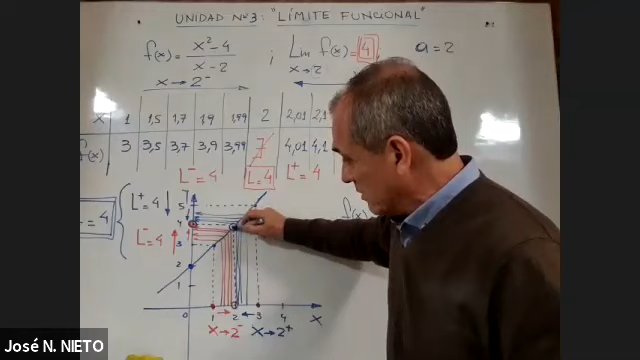 UNIDAD Nº3: "LÍMITE FUNCIONAL"
f(x) = x²-4 / x-2 ; Lím f(x) = 4 a = 2
x→2
x→2⁻
x 1 1,5 1,7 1,9 1,99 2 2,01 2,1
f(x) 3 3,5 3,7 3,9 3,99 4,01 4,1
L⁻=4 L=4 L⁺=4
L⁺=4
= 4
L⁻=4
5
4
3
2
1
0 1 2 3 4 X
X→2⁻ X→2⁺
José N. NIETO